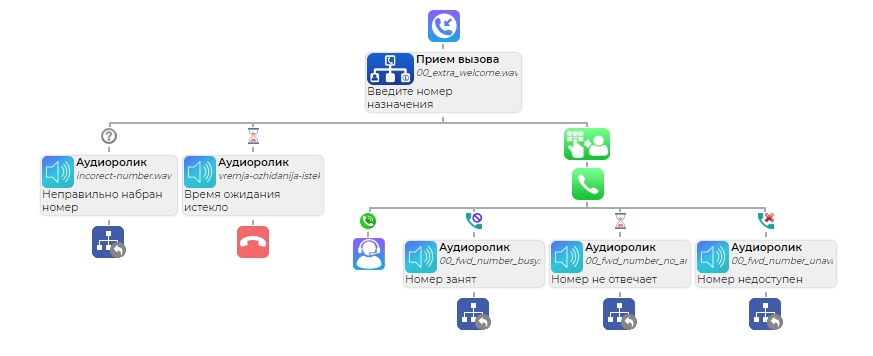 Прием вызова
00_extra_welcome.wav
Введите номер
назначения
?
Аудиоролик
incorect-number.wav
Неправильно набран
номер
Аудиоролик
vremja-ozhidanija-istek
Время ожидания
истекло
Аудиоролик
00_fwd_number_busy.
Номер занят
Аудиоролик
00_fwd_number_no_an
Номер не отвечает
Аудиоролик
00_fwd_number_unava
Номер недоступен